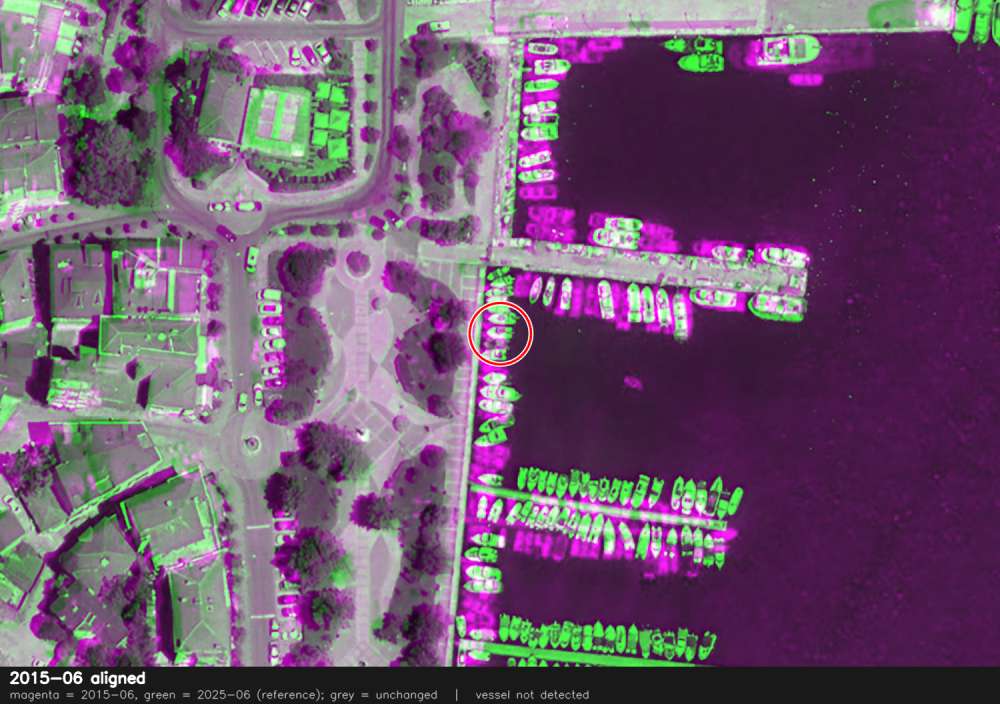 2015-06 aligned
magenta = 2015-06, green = 2025-06 (reference); grey = unchanged | vessel not detected